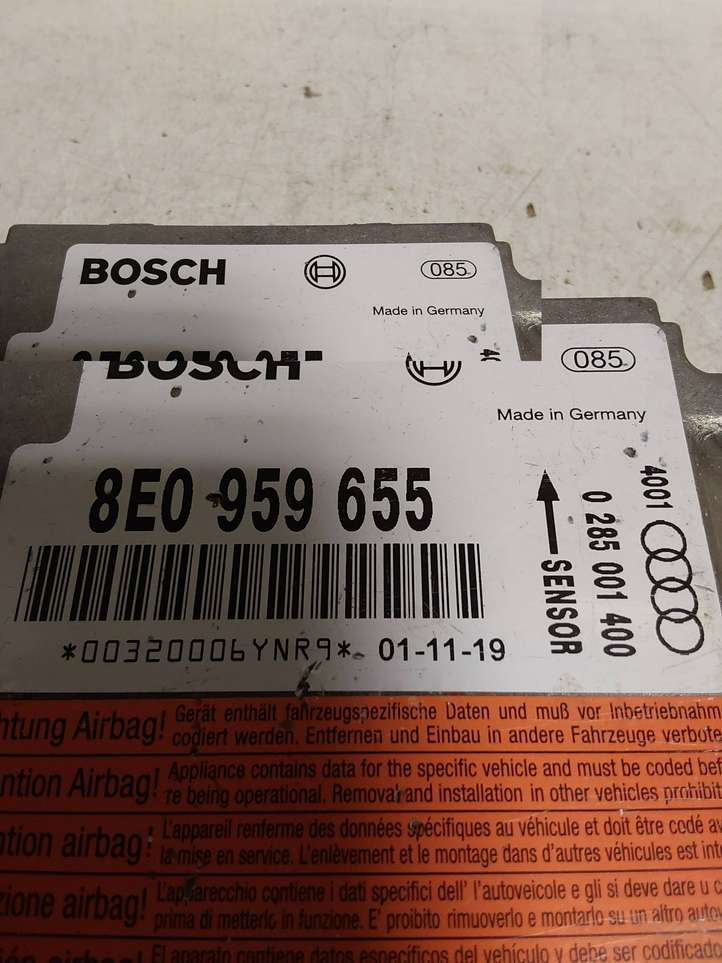 BOSCH
085
Made in Germany
BOSCH
085
Made in Germany
8E0 959 655
*00320006YNR9* 01-11-19
SENSOR
0 285 001 400
4001
htung Airbag! Gerät enthält fahrzeugspezifische Daten und muß vor Inbetriebnahm
codiert werden. Entfernen und Einbau in andere Fahrzeuge verbote
ention Airbag! Appliance contains data for the specific vehicle and must be coded bef
re being operational. Removal and installation in other vehicles prohibit
ntion airbag! L'appareil renferme des données spécifiques au véhicule et doit être codé av
la mise en service. L'enlèvement et le montage dans d'autres véhicules est inte
zione airbag! L'apparecchio contiene i dati specifici dell' l'autoveicole e gli si deve dare u c
prima di metterlo in funzione. E' proibito rimuoverlo e montarlo su un altro autov
ón airbag! El aparato contiene datos específicos del vehículo y debe ser codificado